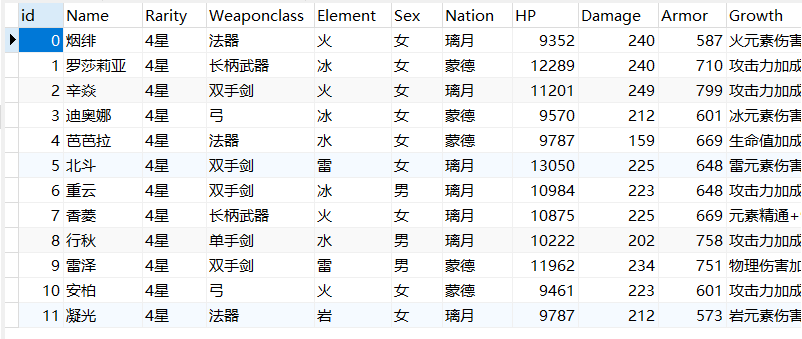 id Name Rarity Weaponclass Element Sex Nation HP Damage Armor Growth
0 烟绯 4星 法器 火 女 璃月 9352 240 587 火元素伤害
1 罗莎莉亚 4星 长柄武器 冰 女 蒙德 12289 240 710 攻击力加成
2 辛焱 4星 双手剑 火 女 璃月 11201 249 799 攻击力加成
3 迪奥娜 4星 弓 冰 女 蒙德 9570 212 601 冰元素伤害
4 芭芭拉 4星 法器 水 女 蒙德 9787 159 669 生命值加成
5 北斗 4星 双手剑 雷 女 璃月 13050 225 648 雷元素伤害
6 重云 4星 双手剑 冰 男 璃月 10984 223 648 攻击力加成
7 香菱 4星 长柄武器 火 女 璃月 10875 225 669 元素精通+
8 行秋 4星 单手剑 水 男 璃月 10222 202 758 攻击力加成
9 雷泽 4星 双手剑 雷 男 蒙德 11962 234 751 物理伤害加
10 安柏 4星 弓 火 女 蒙德 9461 223 601 攻击力加成
11 凝光 4星 法器 岩 女 璃月 9787 212 573 岩元素伤害